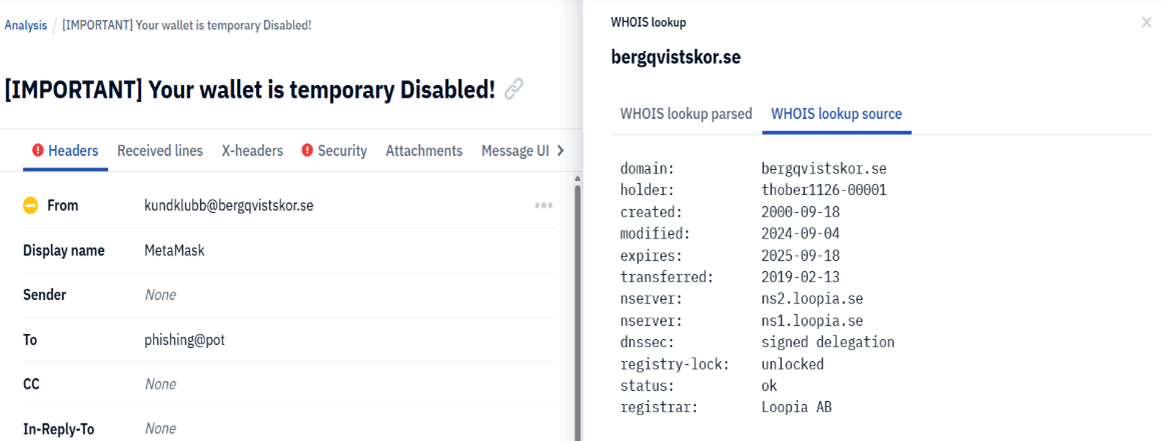 Analysis / [IMPORTANT] Your wallet is temporary Disabled!
[IMPORTANT] Your wallet is temporary Disabled!
Headers Received lines X-headers Security Attachments Message UI
From kundklubb@bergqvistskor.se
Display name MetaMask
Sender None
To phishing@pot
CC None
In-Reply-To None
WHOIS lookup
bergqvistskor.se
WHOIS lookup parsed WHOIS lookup source
domain: bergqvistskor.se
holder: thober1126-00001
created: 2000-09-18
modified: 2024-09-04
expires: 2025-09-18
transferred: 2019-02-13
nserver: ns2.loopia.se
nserver: ns1.loopia.se
dnssec: signed delegation
registry-lock: unlocked
status: ok
registrar: Loopia AB